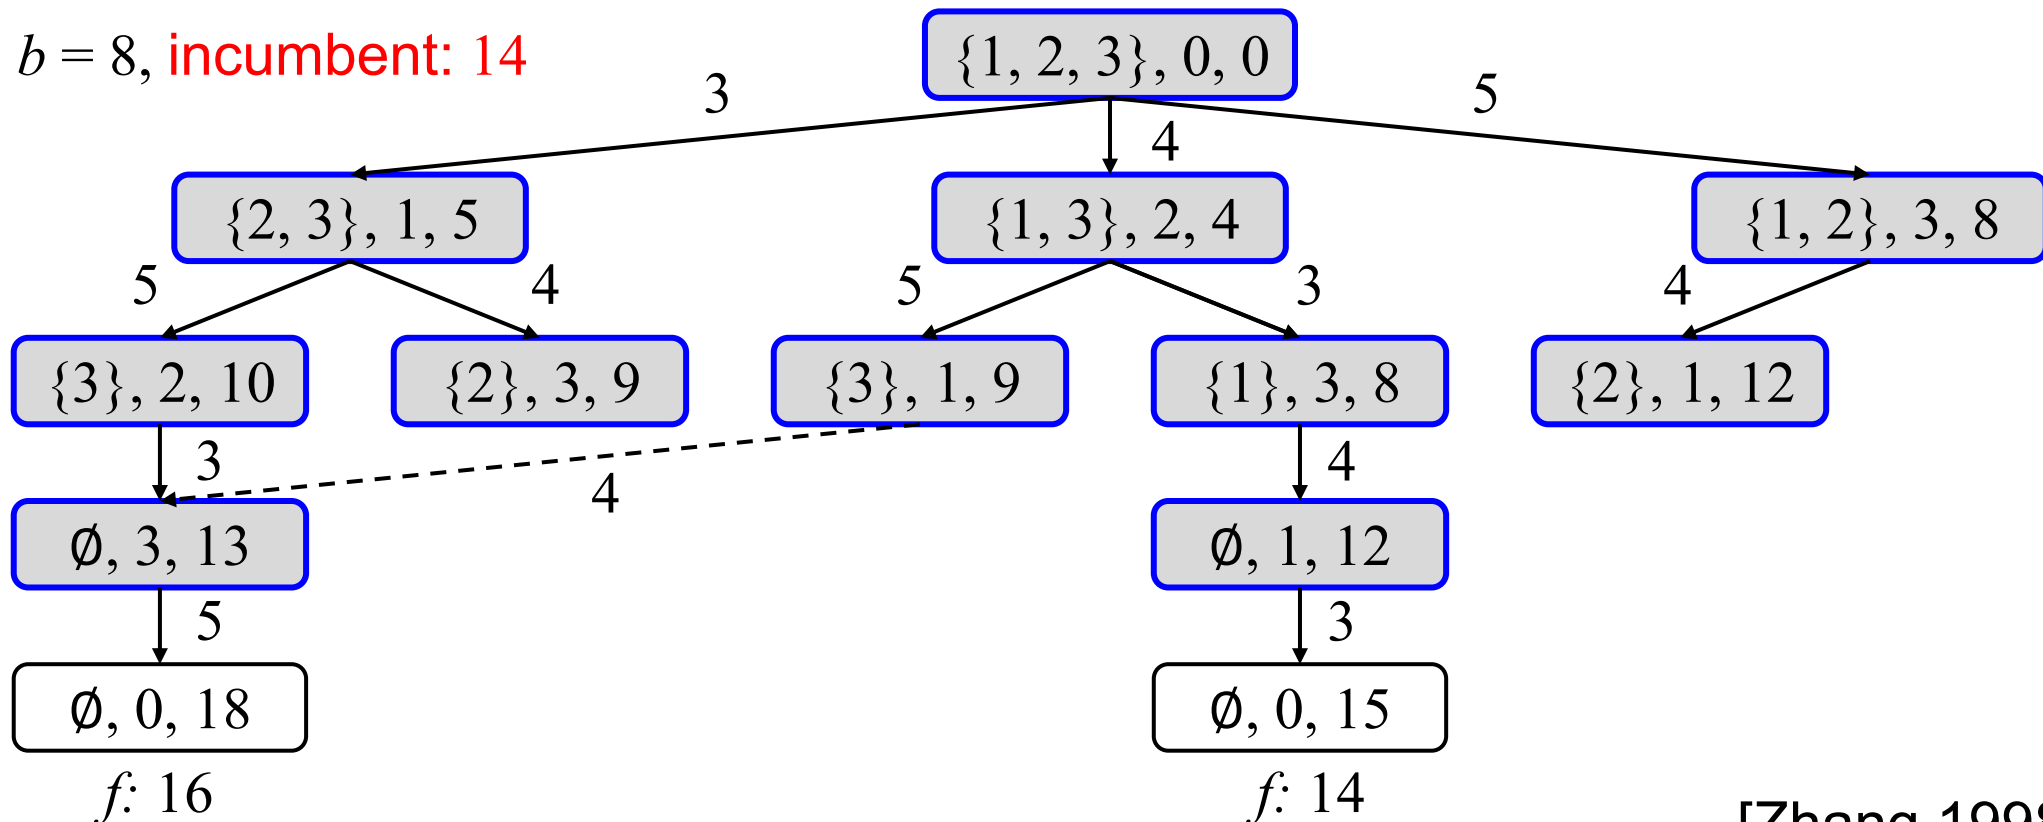 b = 8, incumbent: 14
{1, 2, 3}, 0, 0
3
4
5
{2, 3}, 1, 5
{1, 3}, 2, 4
{1, 2}, 3, 8
5
4
5
3
4
{3}, 2, 10
{2}, 3, 9
{3}, 1, 9
{1}, 3, 8
{2}, 1, 12
3
4
4
∅, 3, 13
∅, 1, 12
5
3
∅, 0, 18
∅, 0, 15
f: 16
f: 14
[Zhang 1998